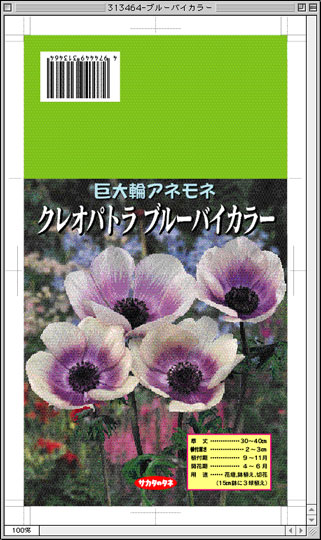 313464-ブルーバイカラー
4 974449 313464
巨大輪アネモネ
クレオパトラ ブルーバイカラー
草　丈 ……………… 30～40cm
植付深さ ……………… 2～3cm
植付期 ……………… 9～11月
開花期 ……………… 4～6月
用　途 …… 花壇、鉢植え、切花
(15cm鉢に3球植え)
サカタのタネ
100%